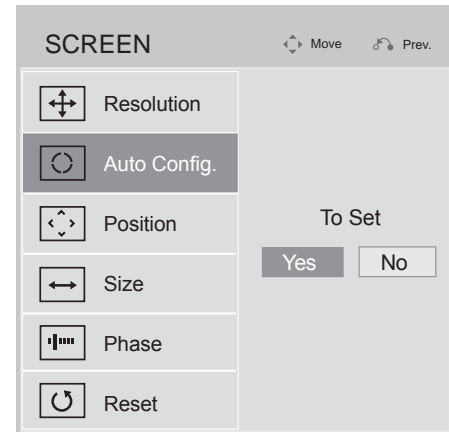 SCREEN Move Prev.
Resolution
Auto Config.
Position
Size
Phase
Reset
To Set
Yes No